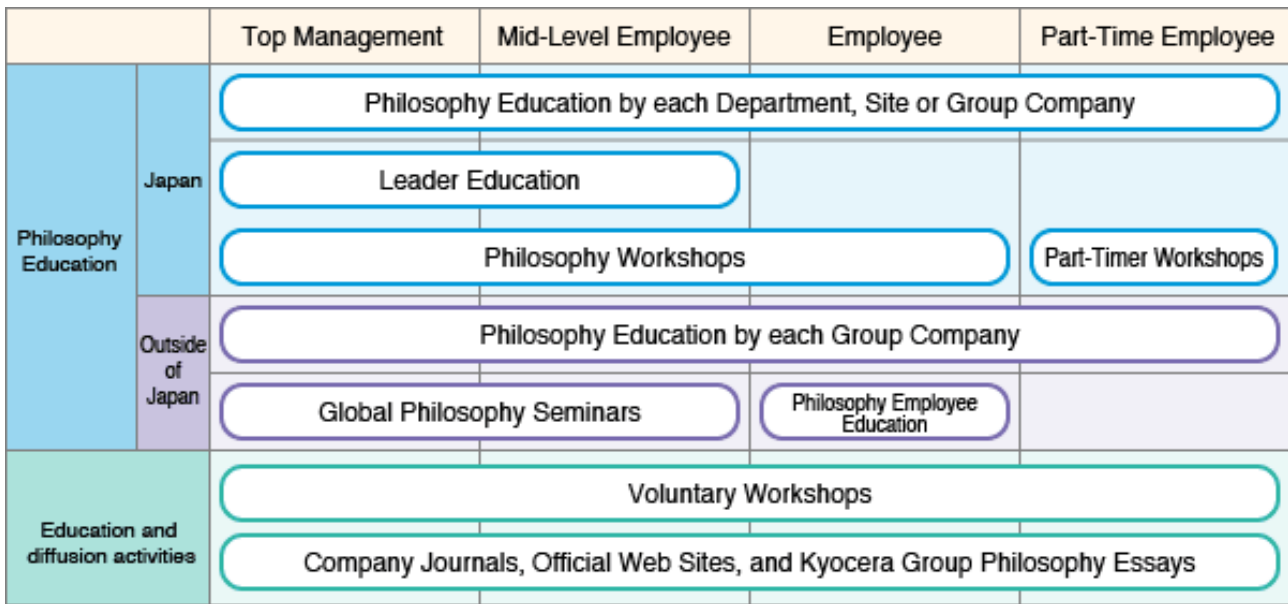 Top Management
Mid-Level Employee
Employee
Part-Time Employee
Philosophy
Education
Japan
Philosophy Education by each Department, Site or Group Company
Leader Education
Philosophy Workshops
Part-Timer Workshops
Outside
of
Japan
Philosophy Education by each Group Company
Global Philosophy Seminars
Philosophy Employee
Education
Education and
diffusion activities
Voluntary Workshops
Company Journals, Official Web Sites, and Kyocera Group Philosophy Essays